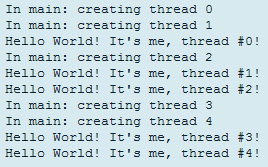 In main: creating thread 0
In main: creating thread 1
Hello World! It's me, thread #0!
In main: creating thread 2
Hello World! It's me, thread #1!
Hello World! It's me, thread #2!
In main: creating thread 3
In main: creating thread 4
Hello World! It's me, thread #3!
Hello World! It's me, thread #4!